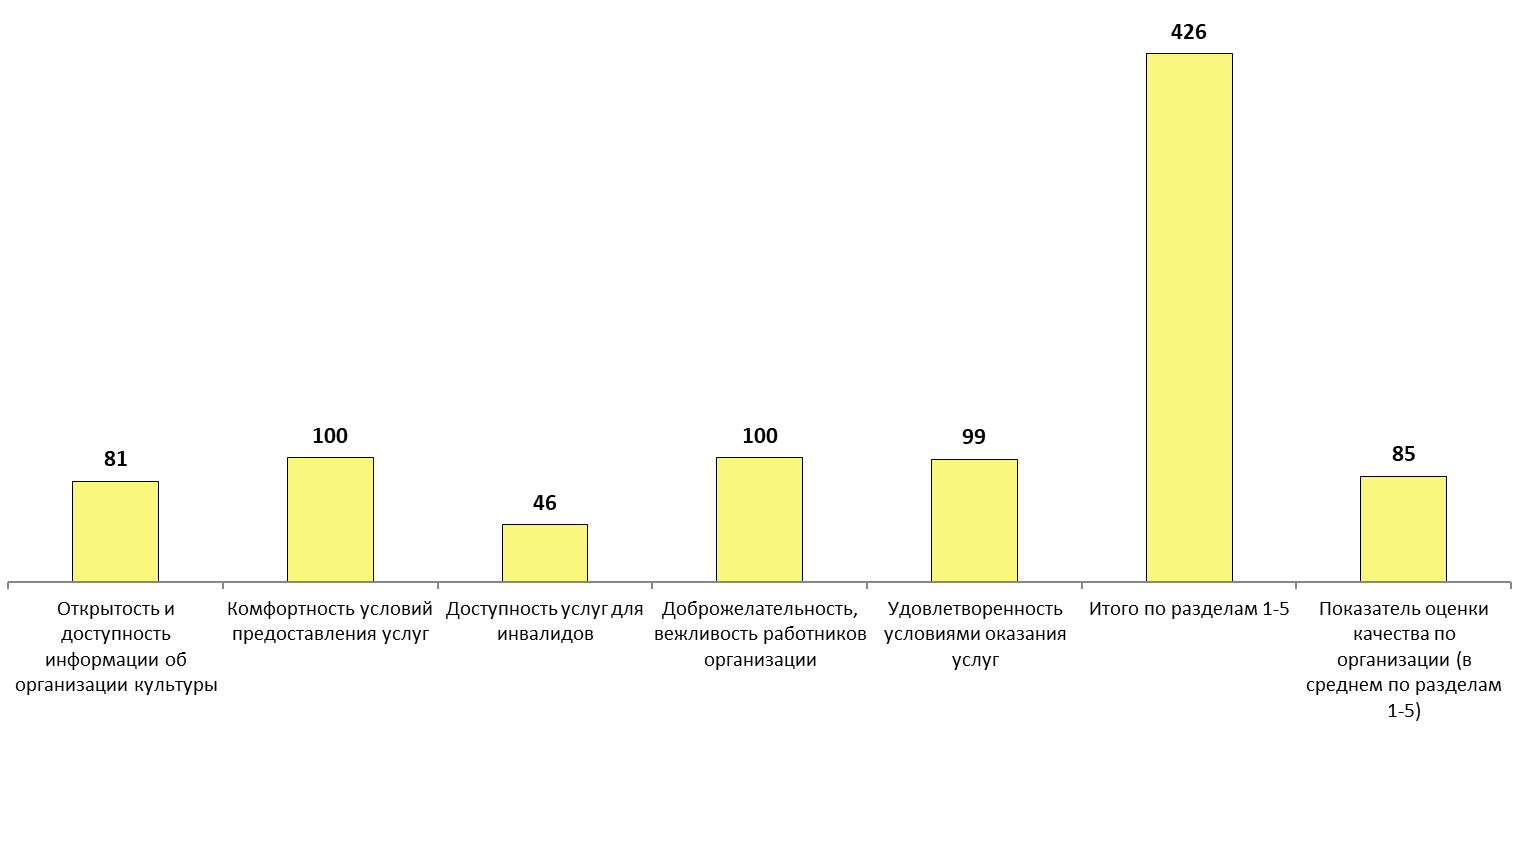 426
100
100
99
85
81
46
Открытость и
доступность
информации об
организации культуры
Комфортность условий
предоставления услуг
Доступность услуг для
инвалидов
Доброжелательность,
вежливость работников
организации
Удовлетворенность
условиями оказания
услуг
Итого по разделам 1-5
Показатель оценки
качества по
организации (в
среднем по разделам
1-5)